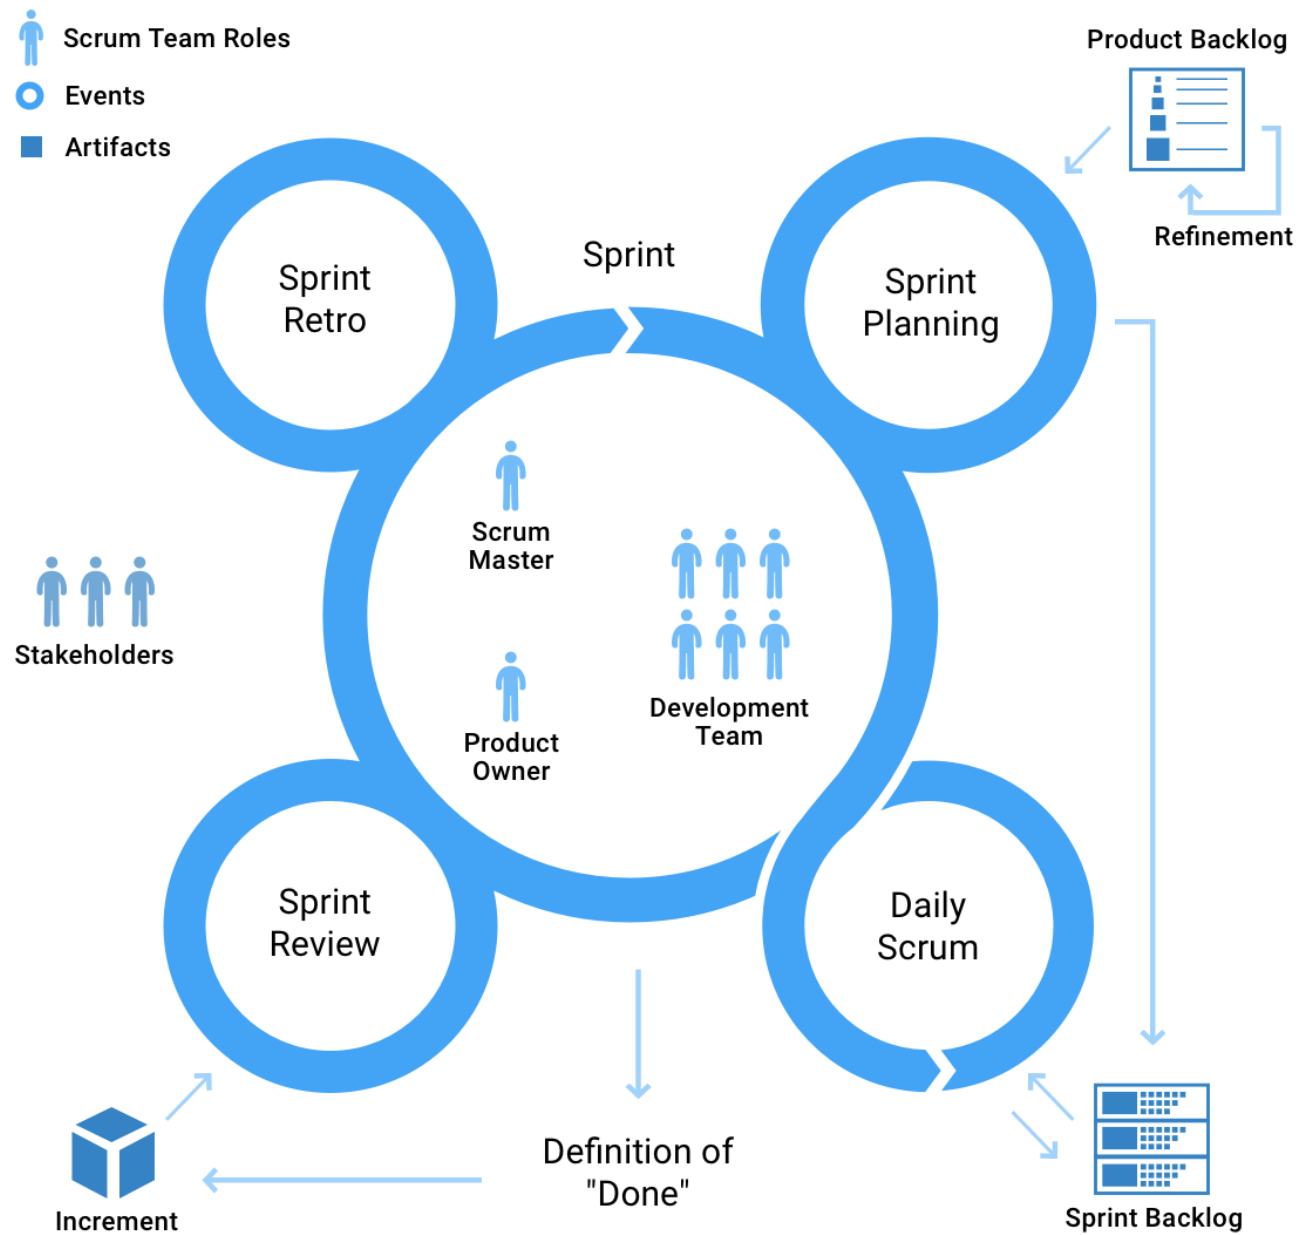 Scrum Team Roles
Events
Artifacts
Product Backlog
Refinement
Sprint
Sprint
Retro
Sprint
Planning
Scrum
Master
Development
Team
Product
Owner
Stakeholders
Sprint
Review
Daily
Scrum
Definition of
"Done"
Increment
Sprint Backlog